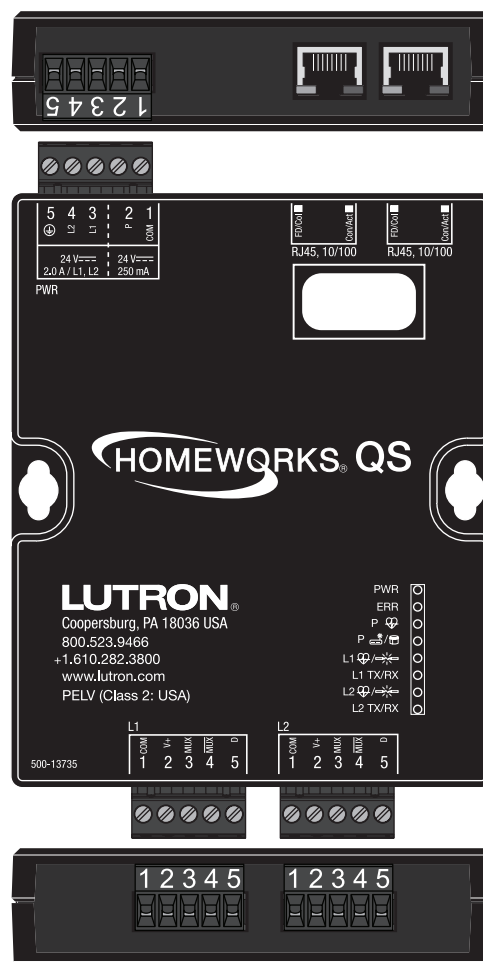 5 4 3 2 1
5 4 3 2 1
L2 L1 P COM
24 V 24 V
2.0 A / L1, L2 250 mA
PWR
FD/Col Con/Act FD/Col Con/Act
RJ45, 10/100 RJ45, 10/100
HOMEWORKS® QS
LUTRON®
Coopersburg, PA 18036 USA
800.523.9466
+1.610.282.3800
www.lutron.com
PELV (Class 2: USA)
PWR
ERR
P
P /
L1 /
L1 TX/RX
L2 /
L2 TX/RX
L1 L2
COM V+ MUX MUX D COM V+ MUX MUX D
1 2 3 4 5 1 2 3 4 5
500-13735
1 2 3 4 5 1 2 3 4 5